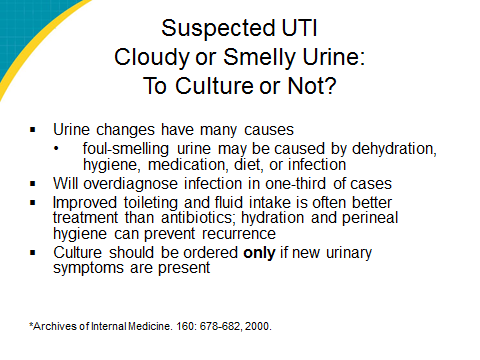 Suspected UTI
Cloudy or Smelly Urine:
To Culture or Not?
▪ Urine changes have many causes
• foul-smelling urine may be caused by dehydration,
hygiene, medication, diet, or infection
▪ Will overdiagnose infection in one-third of cases
▪ Improved toileting and fluid intake is often better
treatment than antibiotics; hydration and perineal
hygiene can prevent recurrence
▪ Culture should be ordered only if new urinary
symptoms are present
*Archives of Internal Medicine. 160: 678-682, 2000.